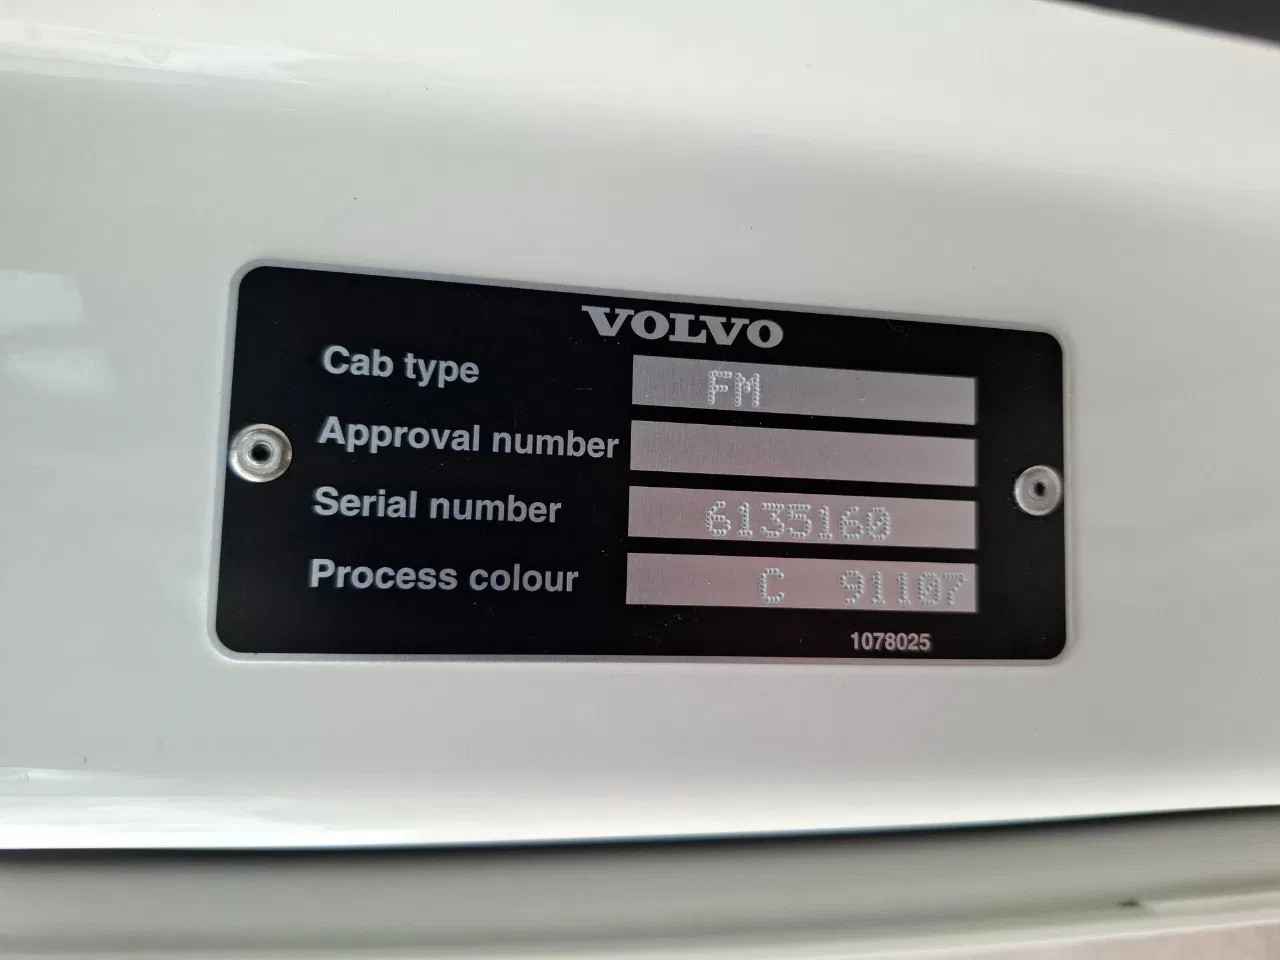 VOLVO
Cab type FM
Approval number
Serial number 6135160
Process colour C 91107
1078025